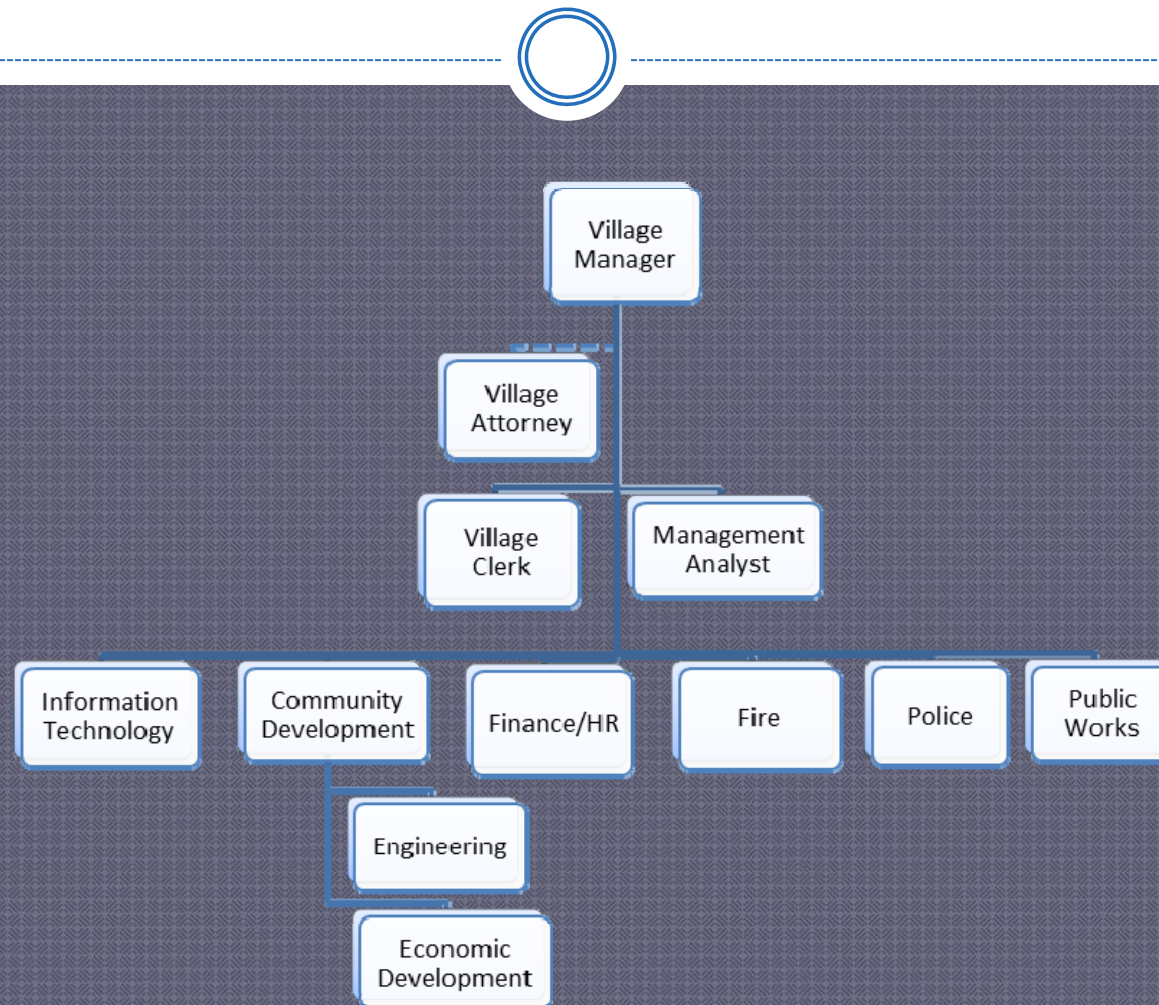 Village
Manager
Village
Attorney
Village
Clerk
Management
Analyst
Information
Technology
Community
Development
Finance/HR
Fire
Police
Public
Works
Engineering
Economic
Development